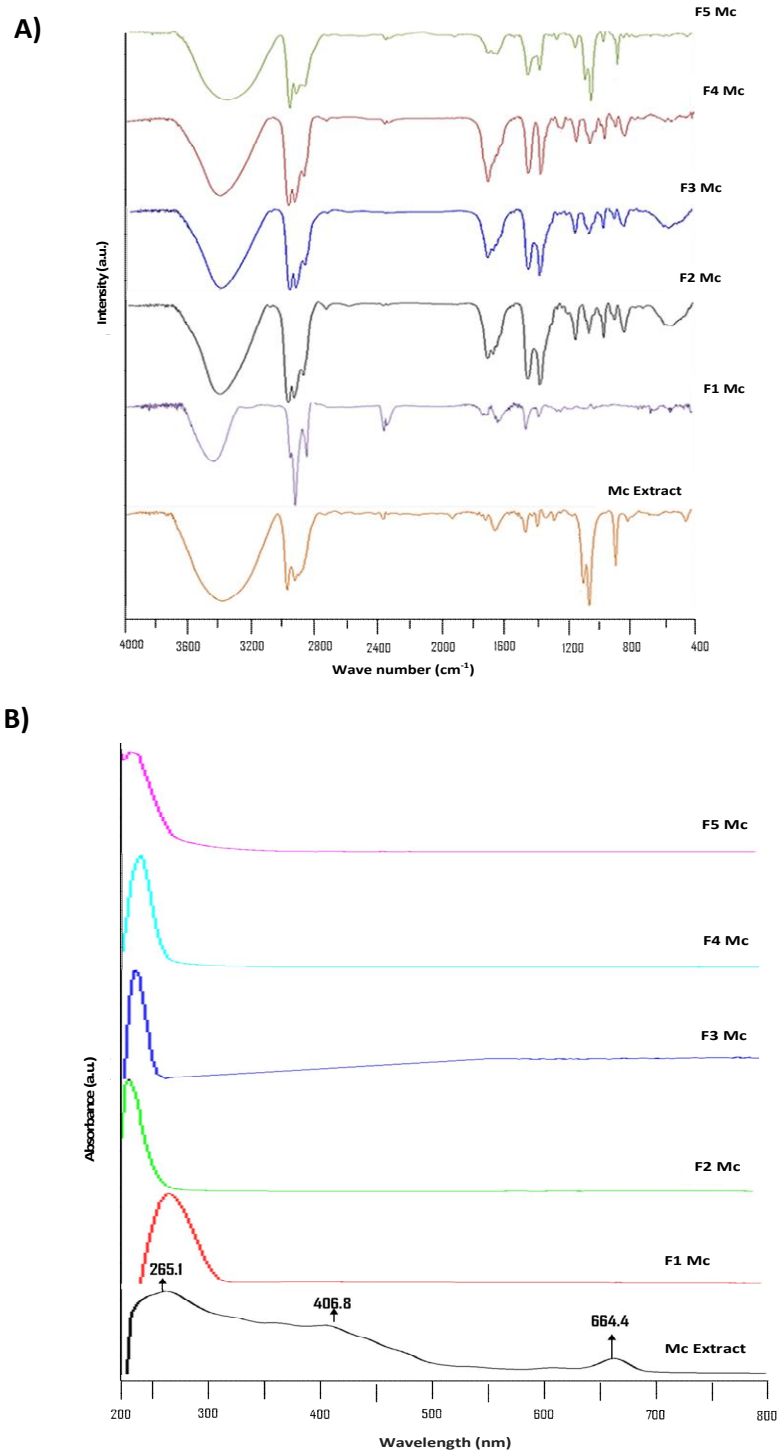 A)
F5 Mc
F4 Mc
F3 Mc
F2 Mc
F1 Mc
Mc Extract
Intensity (a.u.)
4000 3600 3200 2800 2400 2000 1600 1200 800 400
Wave number (cm⁻¹)
B)
F5 Mc
F4 Mc
F3 Mc
F2 Mc
F1 Mc
265.1
406.8
664.4
Mc Extract
Absorbance (a.u.)
200 300 400 500 600 700 800
Wavelength (nm)